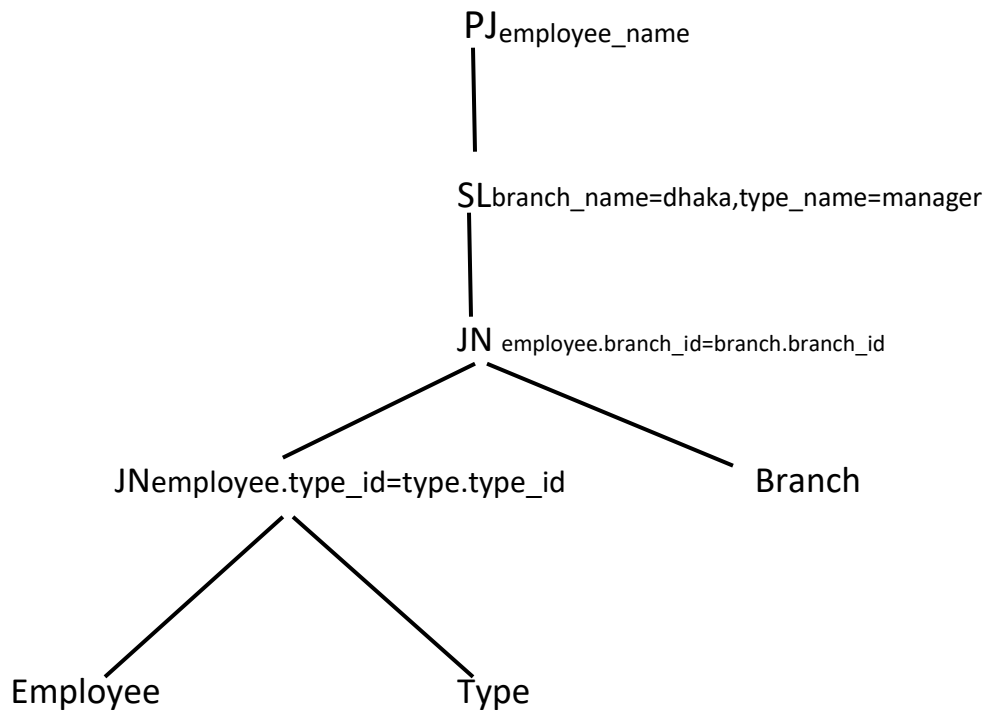 PJemployee_name
SLbranch_name=dhaka,type_name=manager
JN employee.branch_id=branch.branch_id
JNemployee.type_id=type.type_id
Branch
Employee
Type